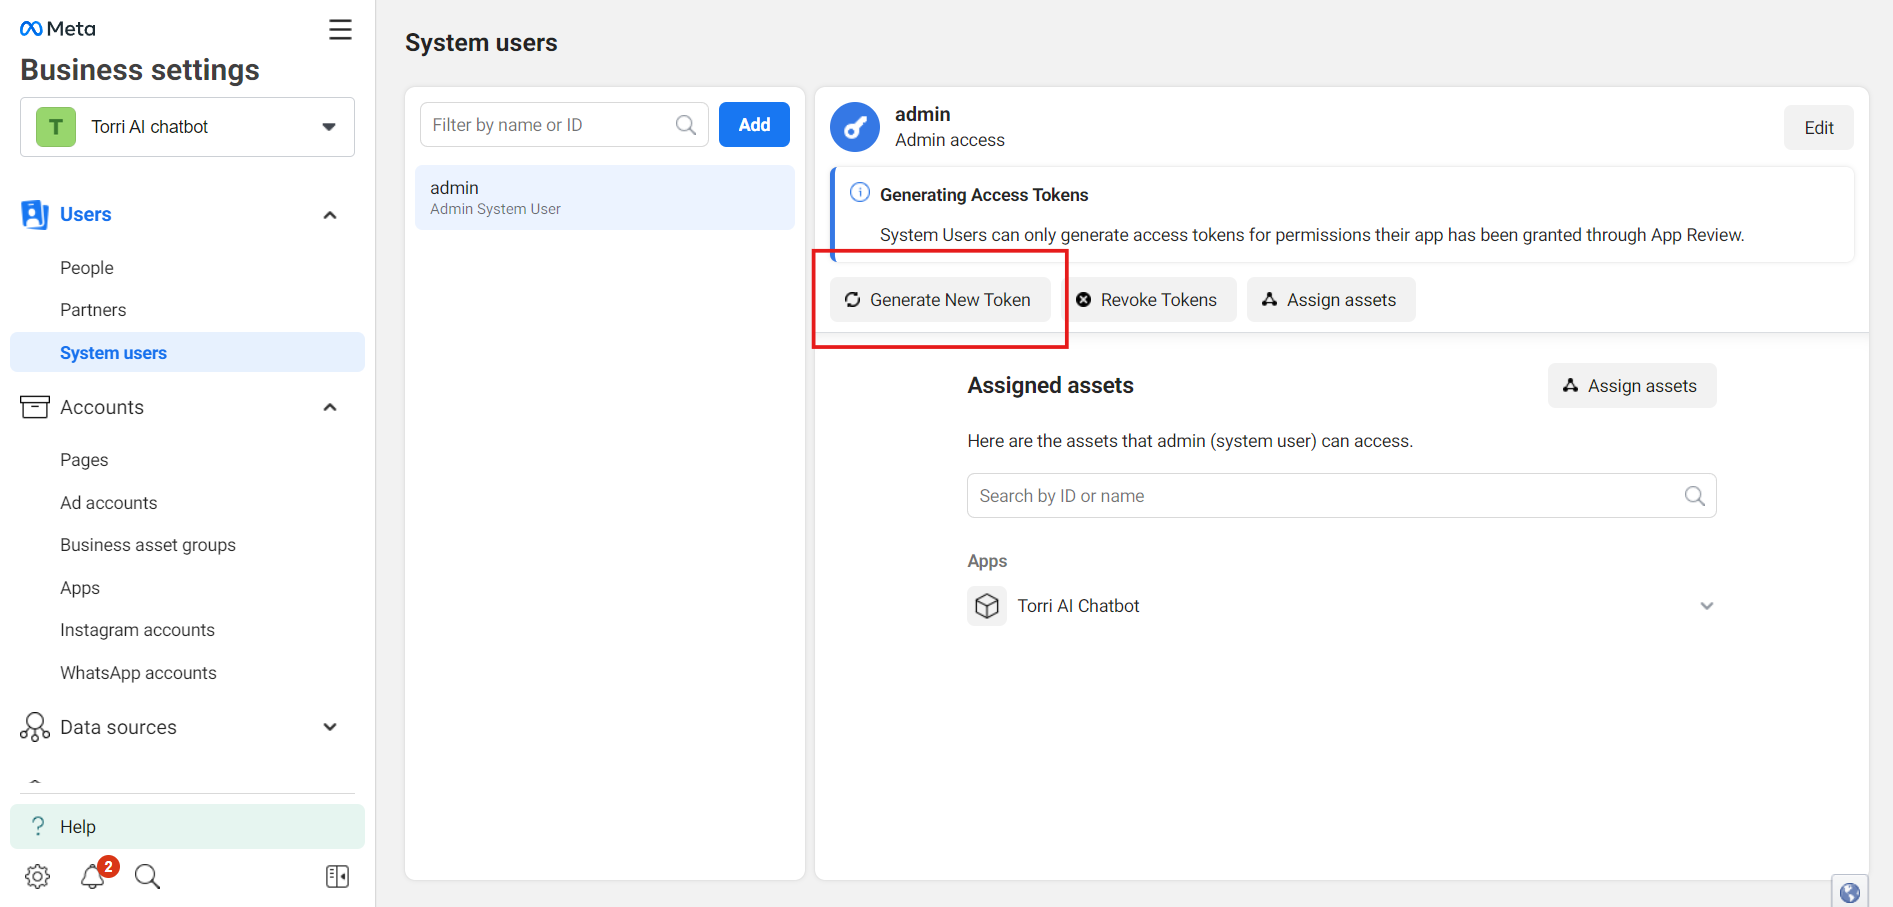 Meta
Business settings
T
Torri AI chatbot
Users
People
Partners
System users
Accounts
Pages
Ad accounts
Business asset groups
Apps
Instagram accounts
WhatsApp accounts
Data sources
? Help
2
System users
Filter by name or ID
Add
admin
Admin System User
admin
Admin access
Edit
Generating Access Tokens
System Users can only generate access tokens for permissions their app has been granted through App Review.
Generate New Token
Revoke Tokens
Assign assets
Assigned assets
Assign assets
Here are the assets that admin (system user) can access.
Search by ID or name
Apps
Torri AI Chatbot